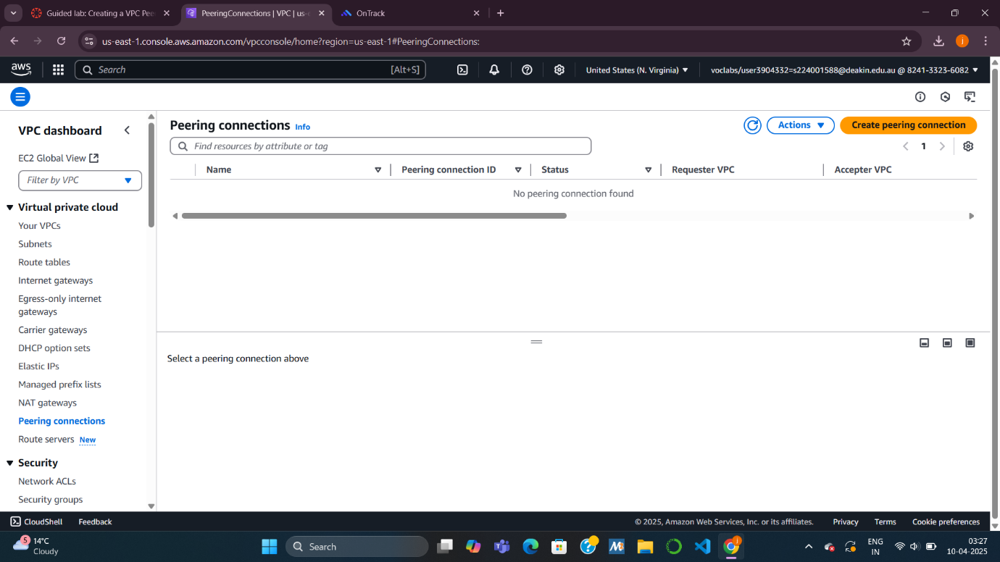 Guided lab: Creating a VPC Pee
PeeringConnections | VPC | us-e
OnTrack
us-east-1.console.aws.amazon.com/vpcconsole/home?region=us-east-1#PeeringConnections:
j
aws
Search
[Alt+S]
United States (N. Virginia)
voclabs/user3904332=s224001588@deakin.edu.au @ 8241-3323-6082
VPC dashboard
EC2 Global View
Filter by VPC
Virtual private cloud
Your VPCs
Subnets
Route tables
Internet gateways
Egress-only internet
gateways
Carrier gateways
DHCP option sets
Elastic IPs
Managed prefix lists
NAT gateways
Peering connections
Route servers New
Security
Network ACLs
Security groups
Peering connections Info
Actions
Create peering connection
Find resources by attribute or tag
1
Name
Peering connection ID
Status
Requester VPC
Accepter VPC
No peering connection found
Select a peering connection above
CloudShell
Feedback
© 2025, Amazon Web Services, Inc. or its affiliates.
Privacy
Terms
Cookie preferences
5
14°C
Cloudy
Search
j
ENG
IN
03:27
10-04-2025